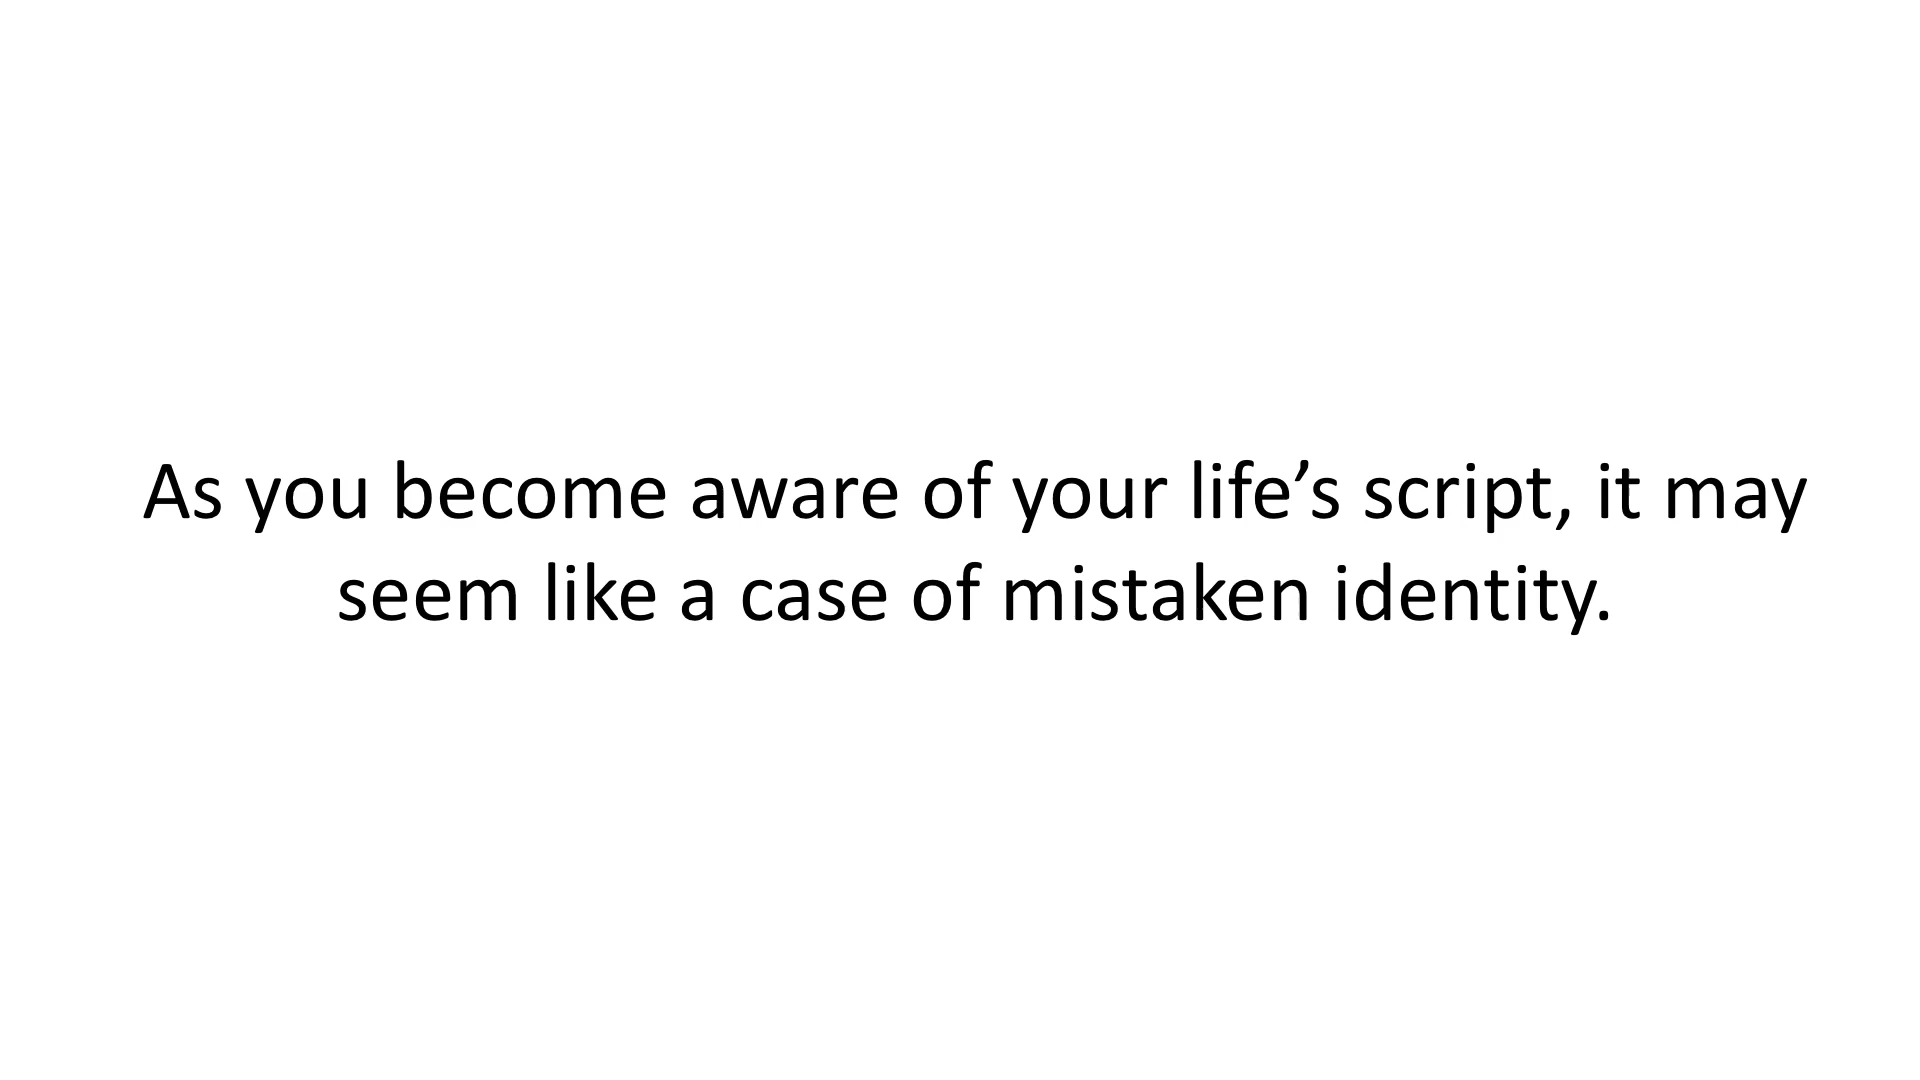 As you become aware of your life’s script, it may
seem like a case of mistaken identity.